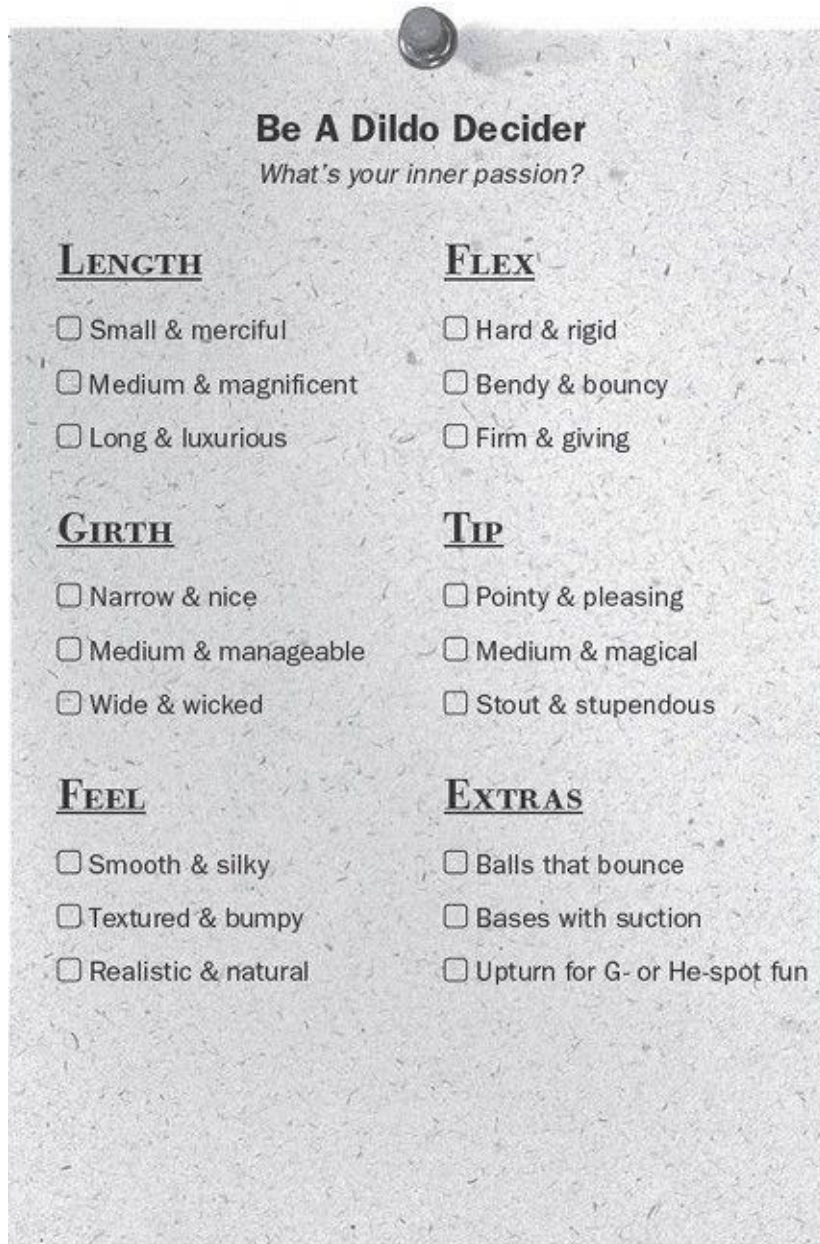 Be A Dildo Decider
What's your inner passion?
LENGTH
Small & merciful
Medium & magnificent
Long & luxurious
GIRTH
Narrow & nice
Medium & manageable
Wide & wicked
FEEL
Smooth & silky
Textured & bumpy
Realistic & natural
FLEX
Hard & rigid
Bendy & bouncy
Firm & giving
TIP
Pointy & pleasing
Medium & magical
Stout & stupendous
EXTRAS
Balls that bounce
Bases with suction
Upturn for G- or He-spot fun